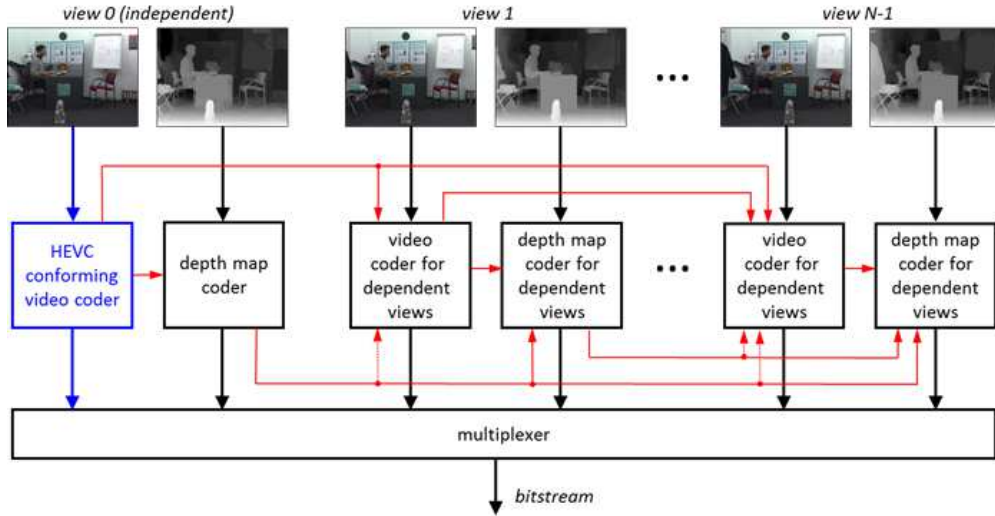 view 0 (independent)
view 1
view N-1
HEVC
conforming
video coder
depth map
coder
video
coder for
dependent
views
depth map
coder for
dependent
views
video
coder for
dependent
views
depth map
coder for
dependent
views
multiplexer
bitstream